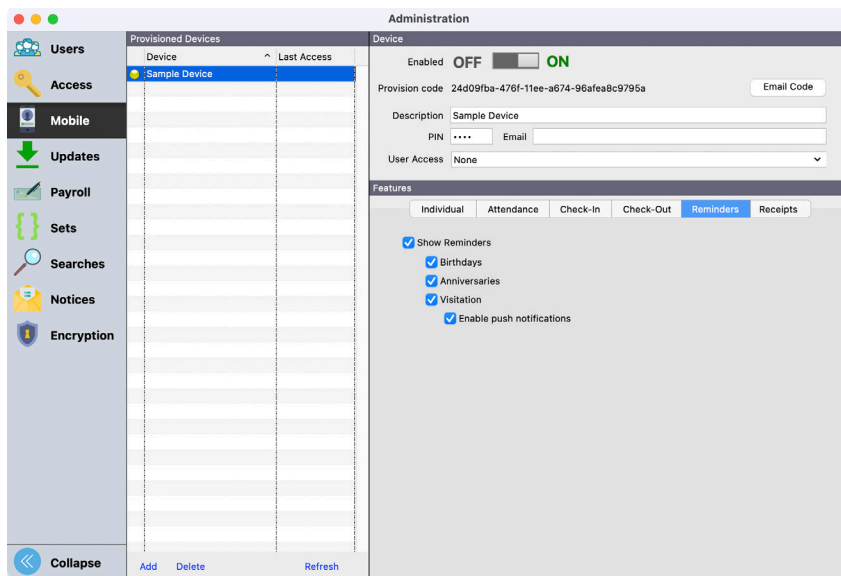 Administration
Users
Access
Mobile
Updates
Payroll
Sets
Searches
Notices
Encryption
Collapse
Provisioned Devices
Device ^ Last Access
Sample Device
Add Delete Refresh
Device
Enabled OFF ON
Provision code 24d09fba-476f-11ee-a674-96afea8c9795a Email Code
Description Sample Device
PIN •••• Email
User Access None
Features
Individual Attendance Check-In Check-Out Reminders Receipts
Show Reminders
Birthdays
Anniversaries
Visitation
Enable push notifications